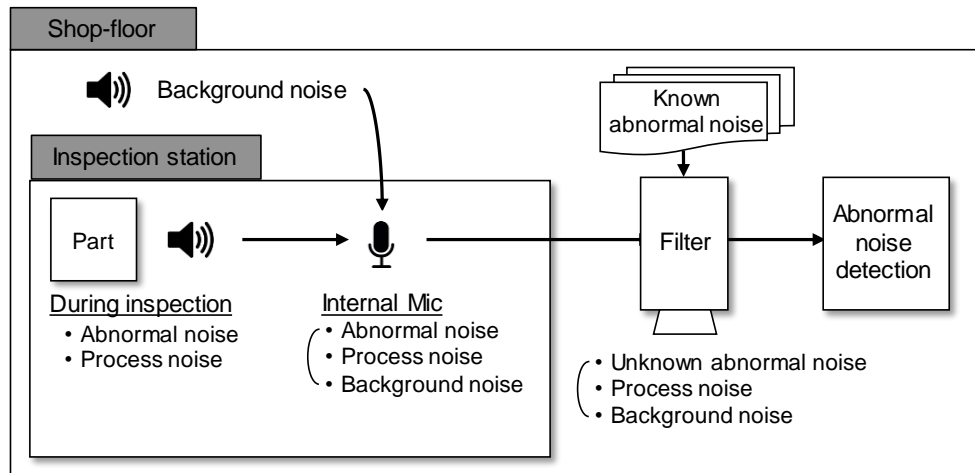 Shop-floor
Background noise
Known
abnormal noise
Inspection station
Part
Filter
Abnormal
noise
detection
During inspection
• Abnormal noise
• Process noise
Internal Mic
• Abnormal noise
• Process noise
• Background noise
• Unknown abnormal noise
• Process noise
• Background noise